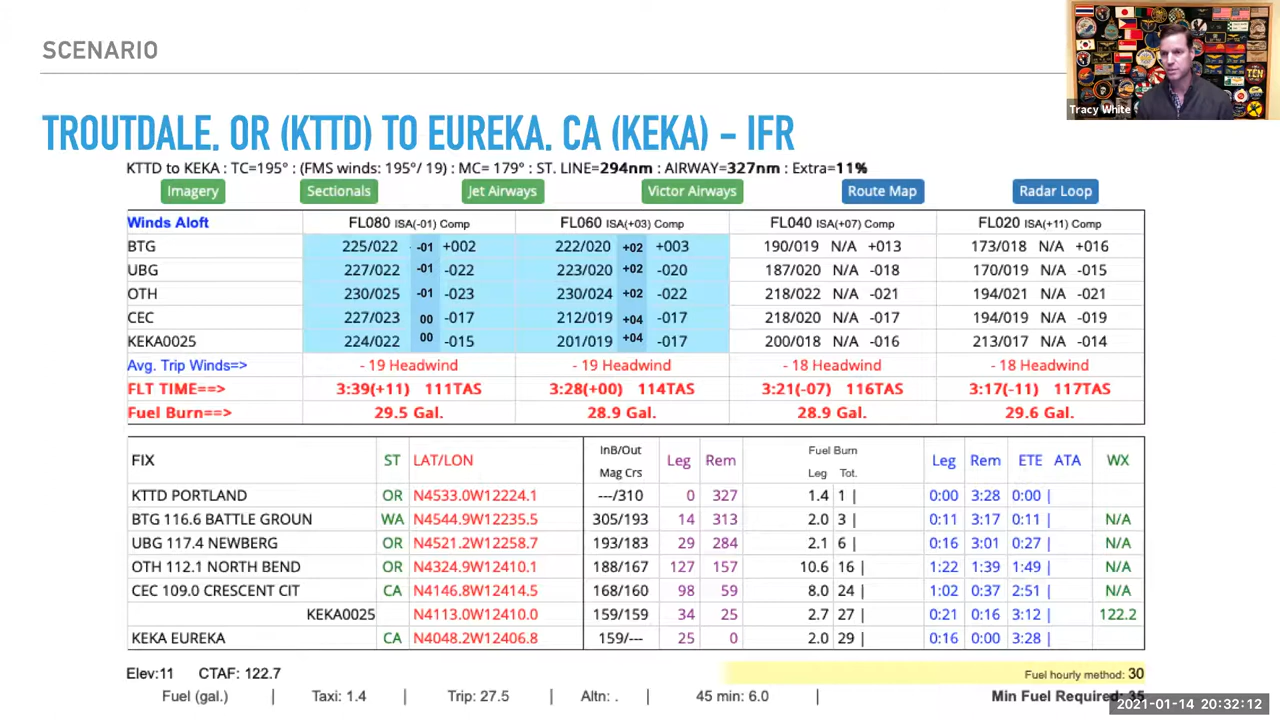 SCENARIO
Tracy White
TROUTDALE, OR (KTTD) TO EUREKA, CA (KEKA) – IFR
KTTD to KEKA : TC=195° : (FMS winds: 195°/ 19) : MC= 179° : ST. LINE=294nm : AIRWAY=327nm : Extra=11%
Imagery Sectionals Jet Airways Victor Airways Route Map Radar Loop
Winds Aloft FL080 ISA(-01) Comp FL060 ISA(+03) Comp FL040 ISA(+07) Comp FL020 ISA(+11) Comp
BTG 225/022 -01 +002 222/020 +02 +003 190/019 N/A +013 173/018 N/A +016
UBG 227/022 -01 -022 223/020 +02 -020 187/020 N/A -018 170/019 N/A -015
OTH 230/025 -01 -023 230/024 +02 -022 218/022 N/A -021 194/021 N/A -021
CEC 227/023 00 -017 212/019 +04 -017 218/020 N/A -017 194/020 N/A -019
KEKA0025 224/022 00 -015 201/019 +04 -017 200/018 N/A -016 213/017 N/A -014
Avg. Trip Winds=> - 19 Headwind - 19 Headwind - 18 Headwind - 18 Headwind
FLT TIME==> 3:39(+11) 111TAS 3:28(+00) 114TAS 3:21(-07) 116TAS 3:17(-11) 117TAS
Fuel Burn==> 29.5 Gal. 28.9 Gal. 28.9 Gal. 29.6 Gal.
FIX ST LAT/LON InB/Out Mag Crs Leg Rem Fuel Burn Leg Tot. Leg Rem ETE ATA WX
KTTD PORTLAND OR N4533.0W12224.1 ---/310 0 327 1.4 1 | 0:00 3:28 0:00 |
BTG 116.6 BATTLE GROUN WA N4544.9W12235.5 305/193 14 313 2.0 3 | 0:11 3:17 0:11 | N/A
UBG 117.4 NEWBERG OR N4521.2W12258.7 193/183 29 284 2.1 6 | 0:16 3:01 0:27 | N/A
OTH 112.1 NORTH BEND OR N4324.9W12410.1 188/167 127 157 10.6 16 | 1:22 1:39 1:49 | N/A
CEC 109.0 CRESCENT CIT CA N4146.8W12414.5 168/160 98 59 8.0 24 | 1:02 0:37 2:51 | N/A
KEKA0025 N4113.0W12410.0 159/159 34 25 2.7 27 | 0:21 0:16 3:12 | 122.2
KEKA EUREKA CA N4048.2W12406.8 159/--- 25 0 2.0 29 | 0:16 0:00 3:28 |
Elev:11 CTAF: 122.7 Fuel hourly method: 30
Fuel (gal.) | Taxi: 1.4 | Trip: 27.5 | Altn: . | 45 min: 6.0 | Min Fuel Required: 35
2021-01-14 20:32:12